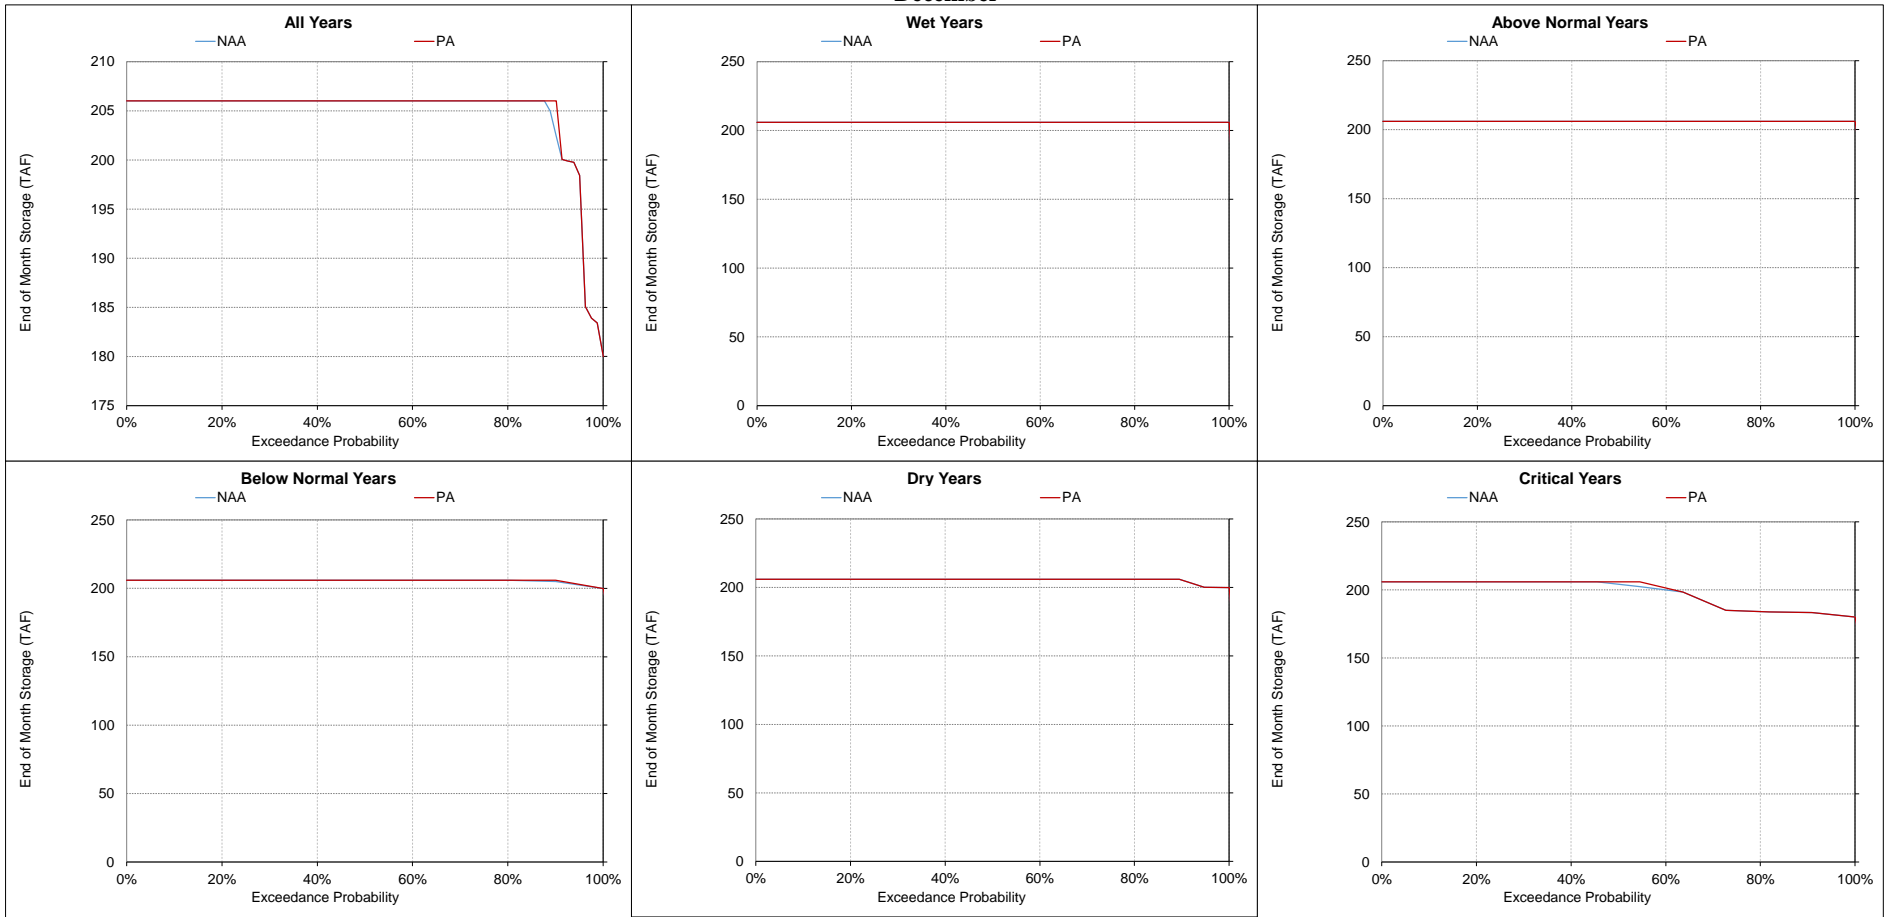 December
All Years
NAA PA
210
205
200
195
190
185
180
175
0% 20% 40% 60% 80% 100%
Exceedance Probability
End of Month Storage (TAF)
Wet Years
NAA PA
250
200
150
100
50
0
0% 20% 40% 60% 80% 100%
Exceedance Probability
End of Month Storage (TAF)
Above Normal Years
NAA PA
250
200
150
100
50
0
0% 20% 40% 60% 80% 100%
Exceedance Probability
End of Month Storage (TAF)
Below Normal Years
NAA PA
250
200
150
100
50
0
0% 20% 40% 60% 80% 100%
Exceedance Probability
End of Month Storage (TAF)
Dry Years
NAA PA
250
200
150
100
50
0
0% 20% 40% 60% 80% 100%
Exceedance Probability
End of Month Storage (TAF)
Critical Years
NAA PA
250
200
150
100
50
0
0% 20% 40% 60% 80% 100%
Exceedance Probability
End of Month Storage (TAF)